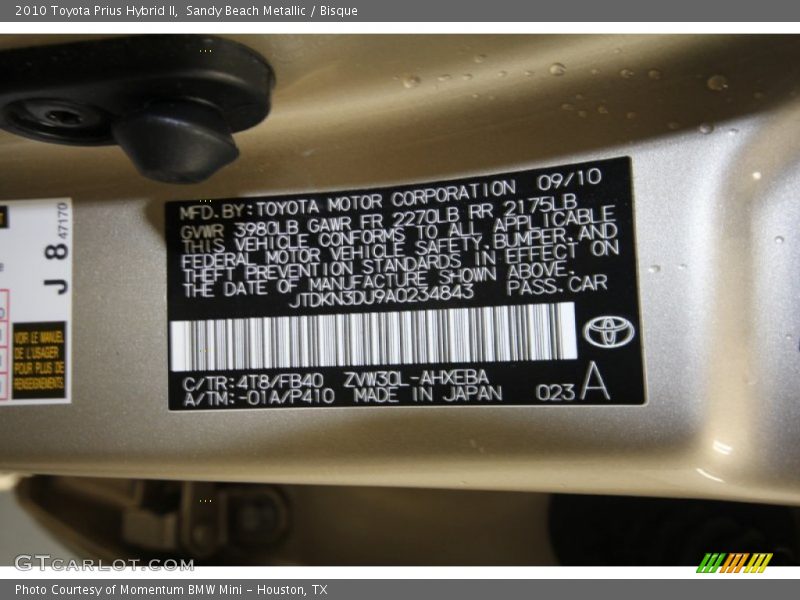 2010 Toyota Prius Hybrid II, Sandy Beach Metallic / Bisque
MFD.BY:TOYOTA MOTOR CORPORATION 09/10
GVWR 3980LB GAWR FR 2270LB RR 2175LB
THIS VEHICLE CONFORMS TO ALL APPLICABLE
FEDERAL MOTOR VEHICLE SAFETY,BUMPER,AND
THEFT PREVENTION STANDARDS IN EFFECT ON
THE DATE OF MANUFACTURE SHOWN ABOVE.
JTDKN3DU9A0234843 PASS.CAR
C/TR:4T8/FB40 ZVW30L-AHXEBA
A/TM:-01A/P410 MADE IN JAPAN 023 A
J 8 47170
VOIR LE MANUEL
DE L'USAGER
POUR PLUS DE
RENSEIGNEMENTS
GTCARLOT.COM
Photo Courtesy of Momentum BMW Mini - Houston, TX